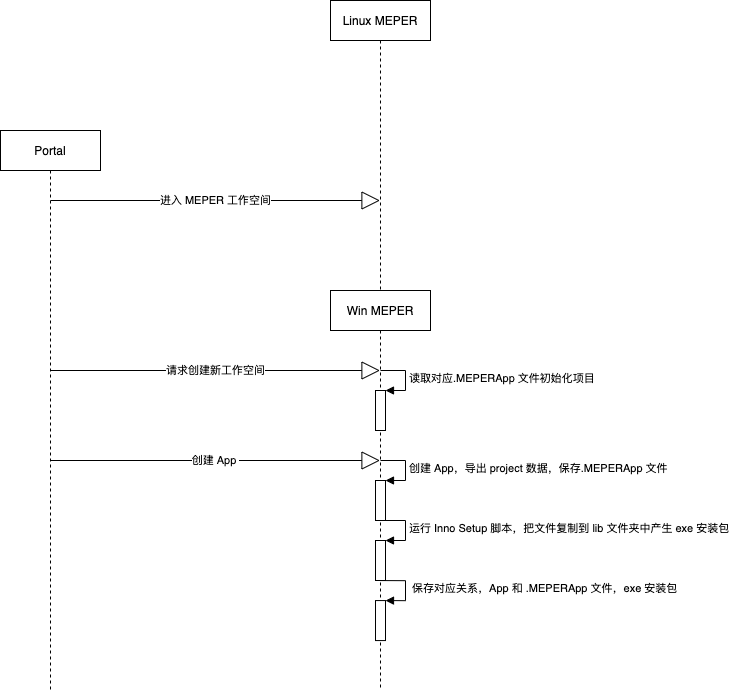 Linux MEPER
Portal
进入 MEPER 工作空间
Win MEPER
请求创建新工作空间
读取对应.MEPERApp 文件初始化项目
创建 App
创建 App，导出 project 数据，保存.MEPERApp 文件
运行 Inno Setup 脚本，把文件复制到 lib 文件夹中产生 exe 安装包
保存对应关系，App 和 .MEPERApp 文件，exe 安装包